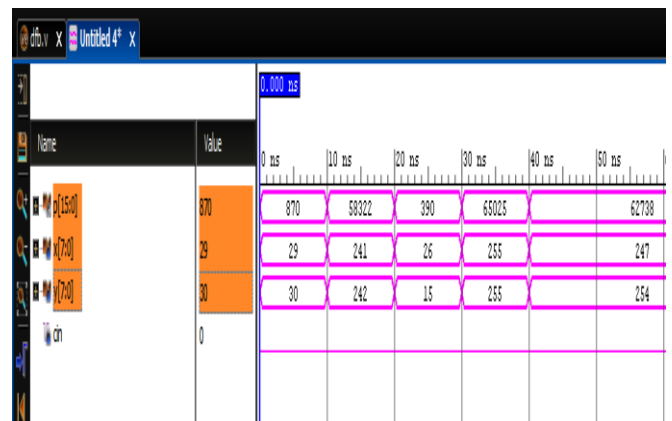 dfb.v X Untitled 4* X
0.000 ns
Name Value
0 ns 10 ns 20 ns 30 ns 40 ns 50 ns
p[15:0] 870 870 58322 390 65025 62738
x[7:0] 29 29 241 26 255 247
y[7:0] 30 30 242 15 255 254
cin 0